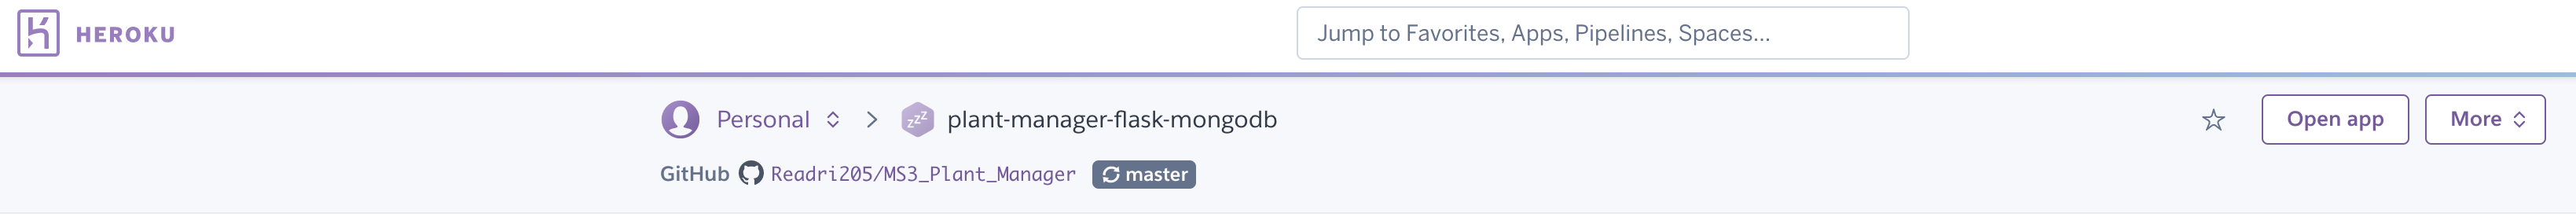 HEROKU
Jump to Favorites, Apps, Pipelines, Spaces...
Personal > zzz plant-manager-flask-mongodb
Open app
More
GitHub Readri205/MS3_Plant_Manager master